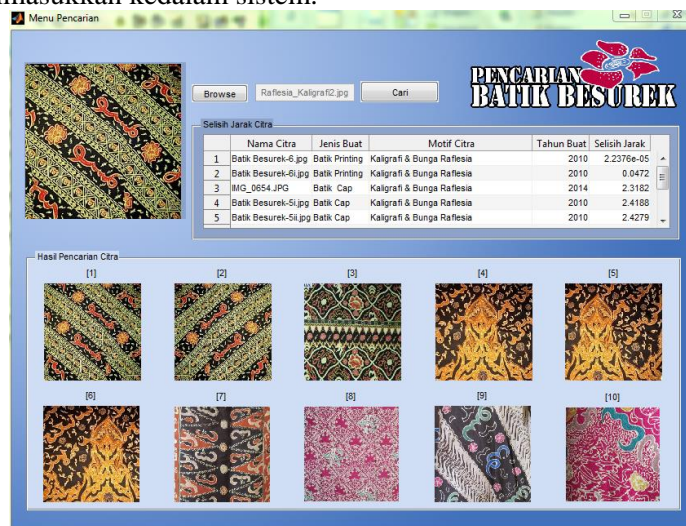 masukkan kedalam sistem.
Menu Pencarian
PENCARIAN
BATIK BESUREK
Browse Raflesia_Kaligrafi2.jpg Cari
Selisih Jarak Citra
Nama Citra Jenis Buat Motif Citra Tahun Buat Selisih Jarak
1 Batik Besurek-6.jpg Batik Printing Kaligrafi & Bunga Raflesia 2010 2.2376e-05
2 Batik Besurek-6i.jpg Batik Printing Kaligrafi & Bunga Raflesia 2010 0.0472
3 IMG_0654.JPG Batik Cap Kaligrafi & Bunga Raflesia 2014 2.3182
4 Batik Besurek-5i.jpg Batik Cap Kaligrafi & Bunga Raflesia 2010 2.4188
5 Batik Besurek-5ii.jpg Batik Cap Kaligrafi & Bunga Raflesia 2010 2.4279
Hasil Pencarian Citra
[1] [2] [3] [4] [5]
[6] [7] [8] [9] [10]